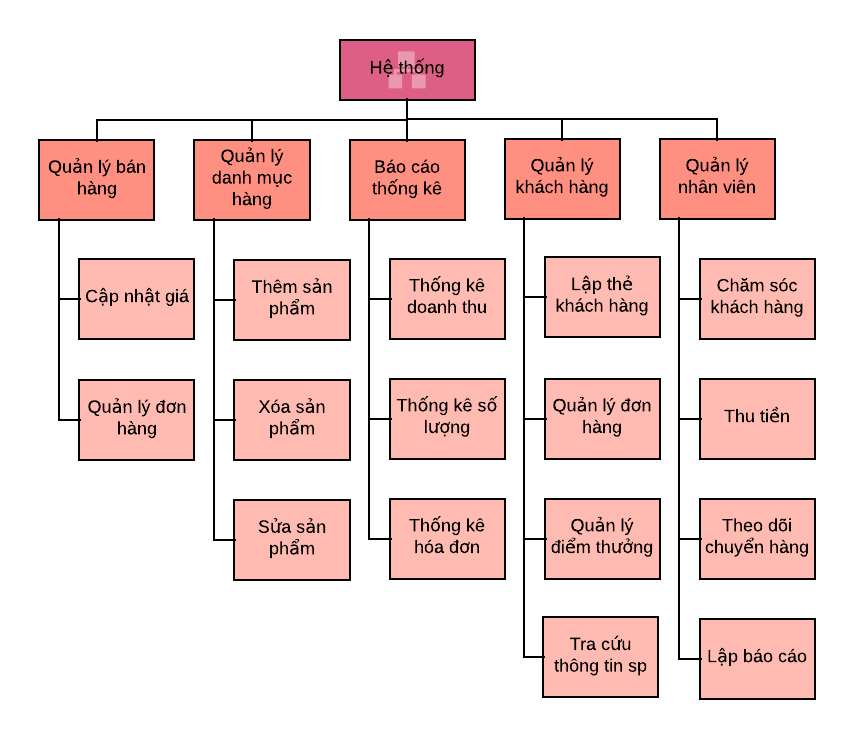 Hệ thống
Quản lý bán
hàng
Cập nhật giá
Quản lý đơn
hàng
Quản lý
danh mục
hàng
Thêm sản
phẩm
Xóa sản
phẩm
Sửa sản
phẩm
Báo cáo
thống kê
Thống kê
doanh thu
Thống kê số
lượng
Thống kê
hóa đơn
Quản lý
khách hàng
Lập thẻ
khách hàng
Quản lý đơn
hàng
Quản lý
điểm thưởng
Tra cứu
thông tin sp
Quản lý
nhân viên
Chăm sóc
khách hàng
Thu tiền
Theo dõi
chuyển hàng
Lập báo cáo